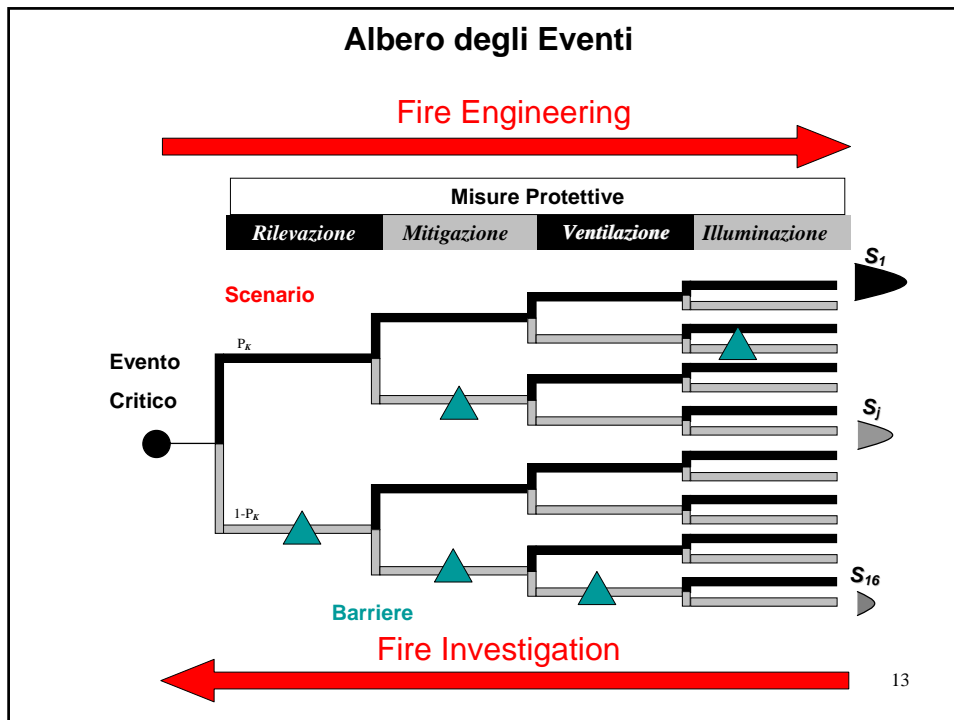 Albero degli Eventi
Fire Engineering
Misure Protettive
Rilevazione Mitigazione Ventilazione Illuminazione
S1
Scenario
PK
Evento
Critico
Sj
1-PK
S16
Barriere
Fire Investigation
13